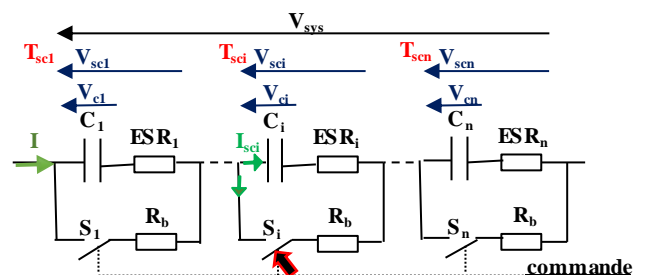 Vsys
Tsc1 Vsc1 Tsci Vsci Tscn Vscn
Vc1 Vci Vcn
I C1 ESR1 Isci Ci ESRi Cn ESRn
S1 Rb Si Rb Sn Rb
commande